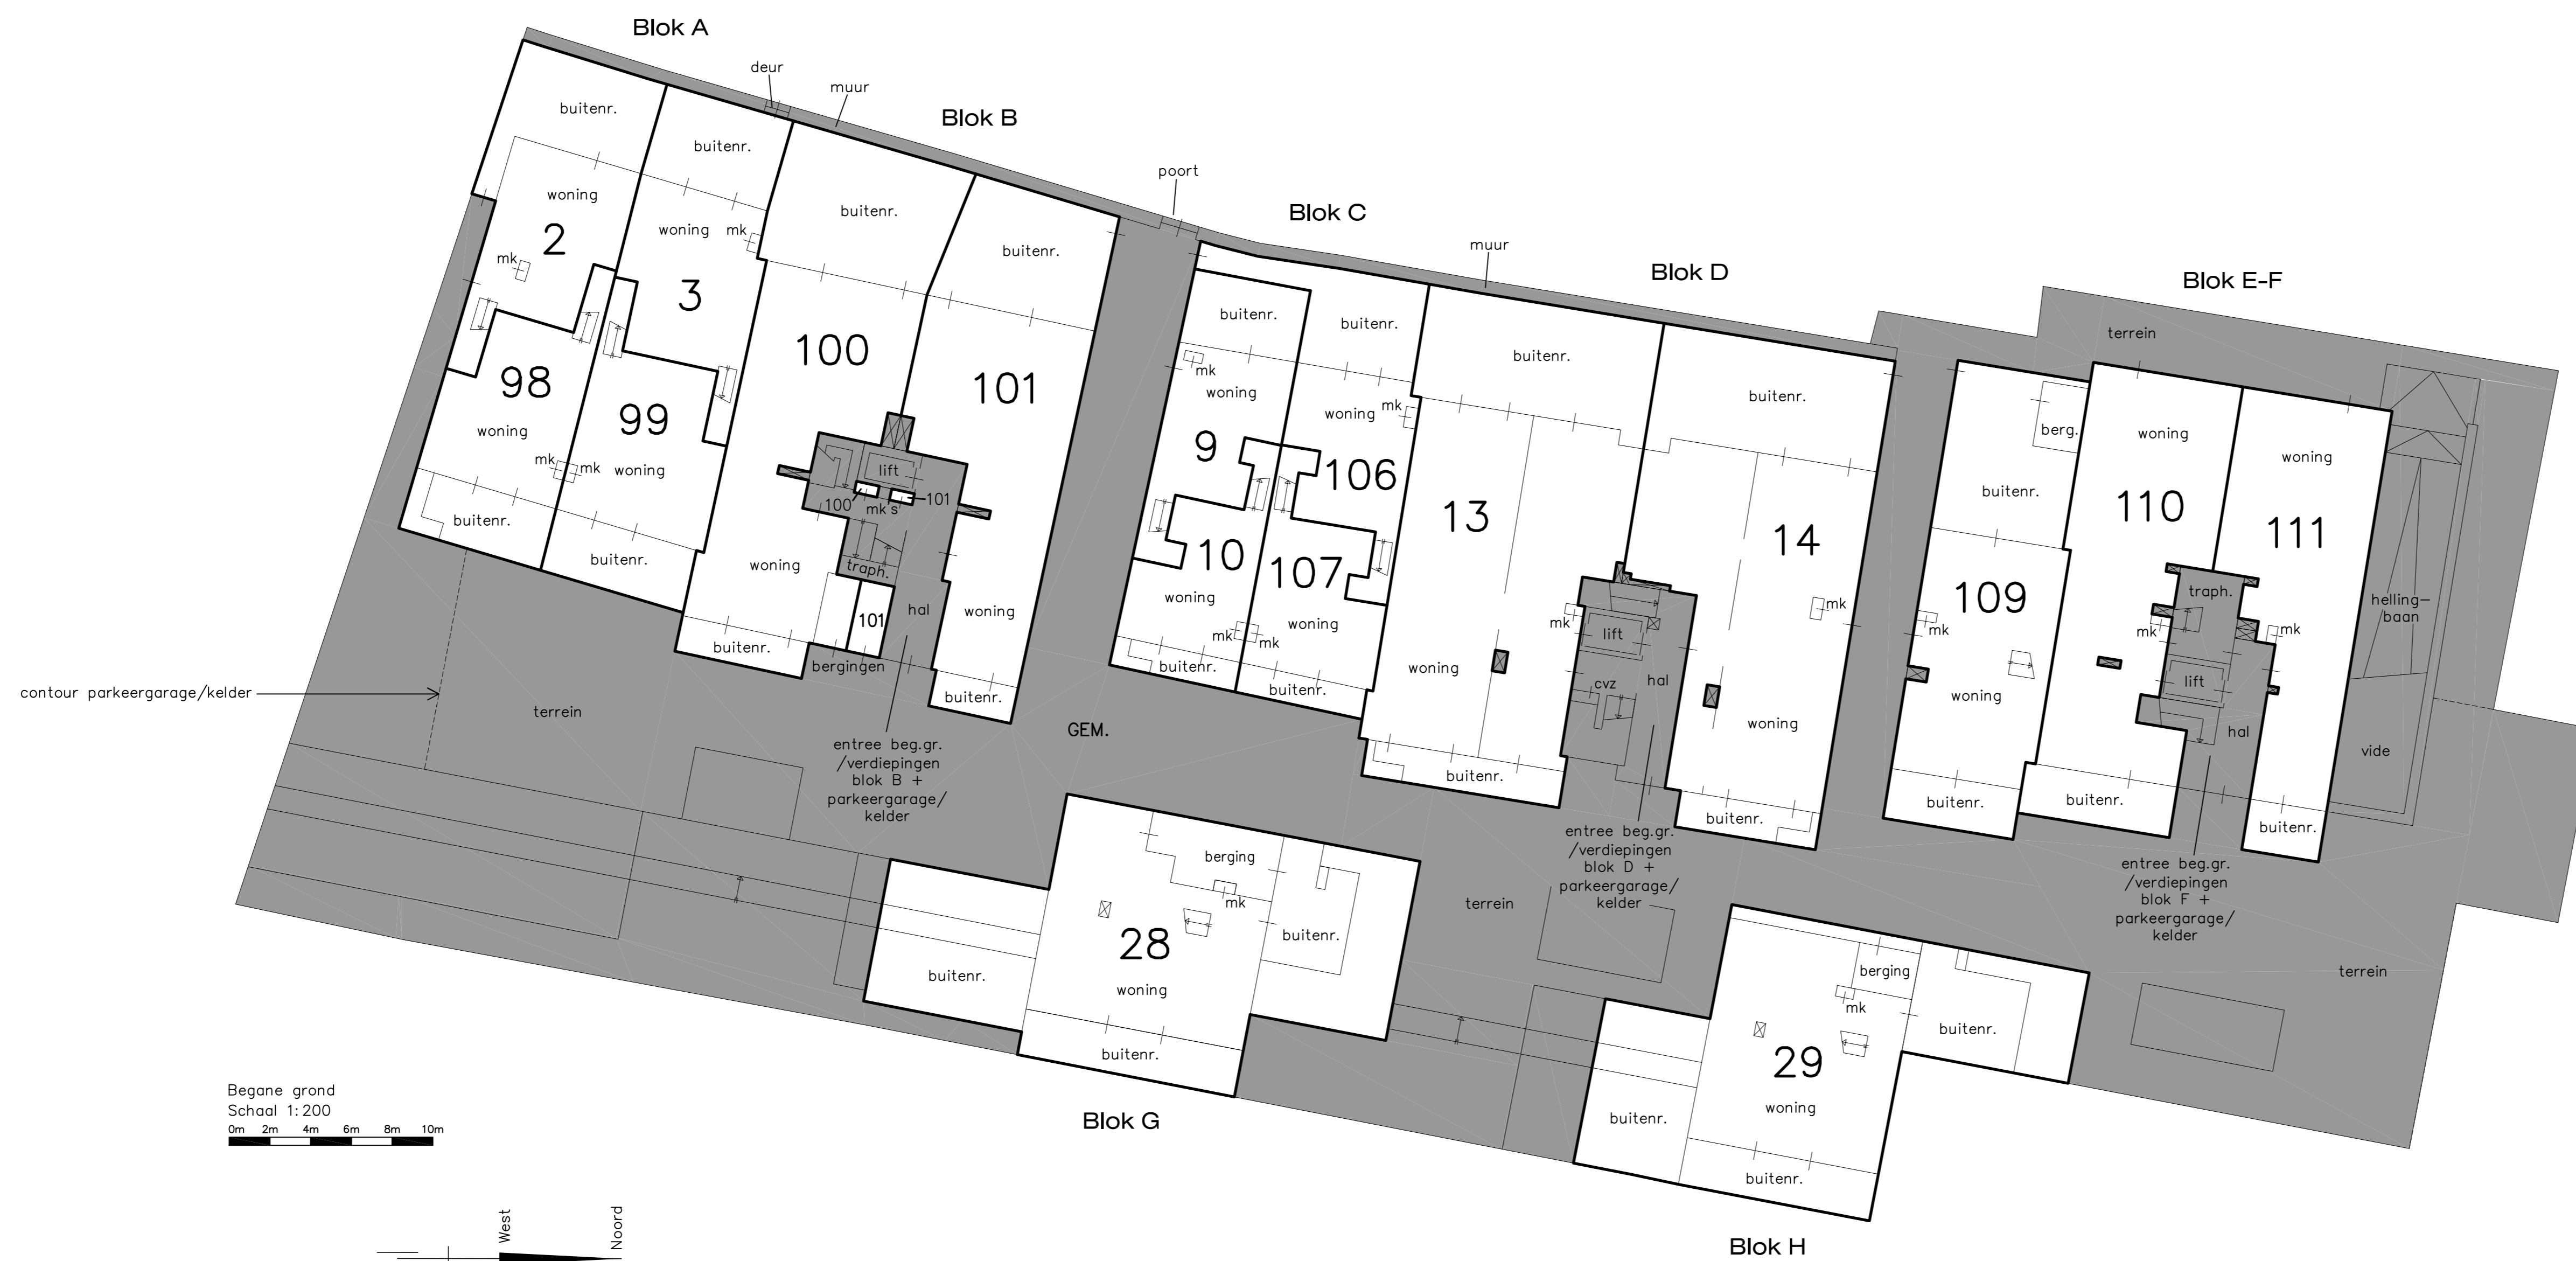 Blok A
deur
muur
Blok B
poort
Blok C
muur
Blok D
Blok E-F
buitenr.
woning
2
mk
buitenr.
woning
mk
3
98
woning
mk
buitenr.
99
mk
woning
buitenr.
buitenr.
100
woning
buitenr.
buitenr.
101
woning
buitenr.
lift
100
mk's
101
traph.
101
hal
bergingen
entree beg.gr.
/verdiepingen
blok B +
parkeergarage/
kelder
contour parkeergarage/kelder
terrein
GEM.
buitenr.
mk
woning
9
10
woning
mk
buitenr.
buitenr.
woning
mk
106
107
woning
mk
buitenr.
buitenr.
13
woning
buitenr.
mk
lift
cvz
hal
entree beg.gr.
/verdiepingen
blok D +
parkeergarage/
kelder
buitenr.
14
mk
woning
buitenr.
terrein
berg.
buitenr.
109
mk
woning
buitenr.
woning
110
mk
buitenr.
woning
111
mk
buitenr.
traph.
lift
hal
entree beg.gr.
/verdiepingen
blok F +
parkeergarage/
kelder
helling-
baan
vide
terrein
terrein
berging
mk
buitenr.
28
buitenr.
woning
buitenr.
Blok G
berging
mk
buitenr.
29
woning
buitenr.
buitenr.
Blok H
Begane grond
Schaal 1:200
0m 2m 4m 6m 8m 10m
West
Noord